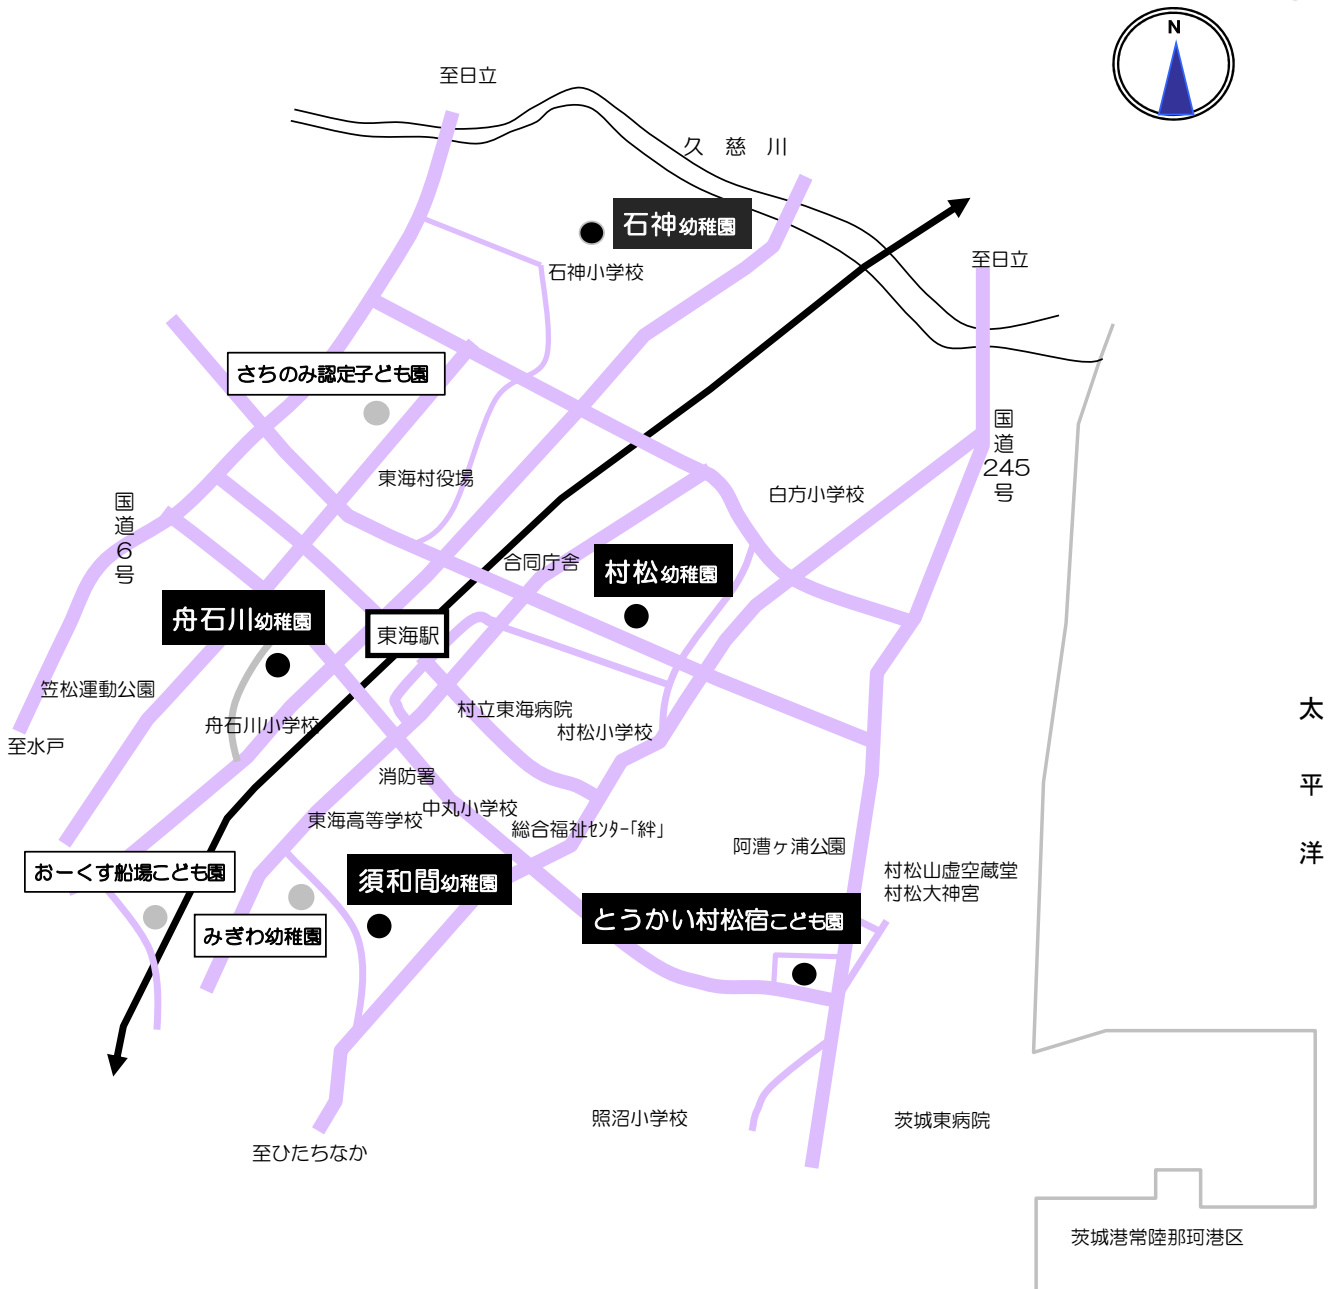 N
至日立
久 慈 川
石神幼稚園
至日立
石神小学校
さちのみ認定子ども園
国道245号
東海村役場
白方小学校
国道6号
合同庁舎
村松幼稚園
舟石川幼稚園
東海駅
笠松運動公園
村立東海病院
太平洋
舟石川小学校
村松小学校
至水戸
消防署
中丸小学校
東海高等学校
総合福祉ｾﾝﾀｰ｢絆｣
阿漕ヶ浦公園
おーくす船場こども園
村松山虚空蔵堂
村松大神宮
須和間幼稚園
とうかい村松宿こども園
みぎわ幼稚園
照沼小学校
茨城東病院
至ひたちなか
茨城港常陸那珂港区